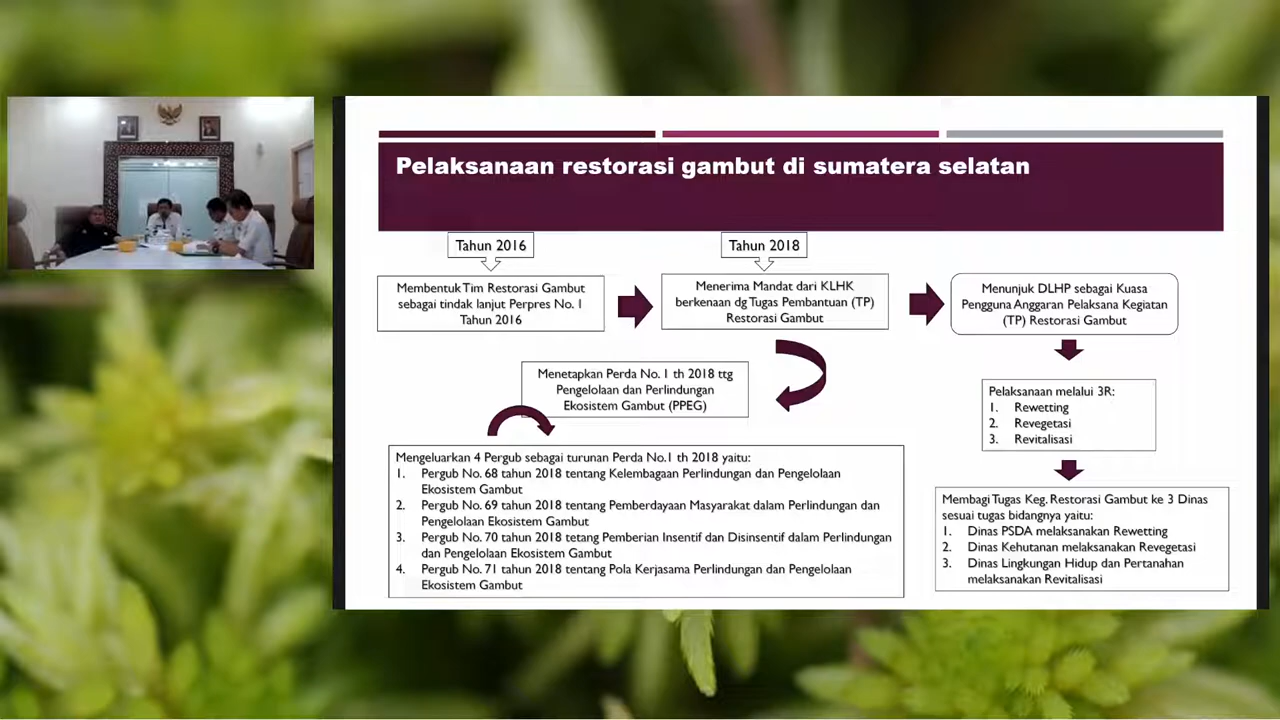 Pelaksanaan restorasi gambut di sumatera selatan
Tahun 2016
Tahun 2018
Membentuk Tim Restorasi Gambut
sebagai tindak lanjut Perpres No. 1
Tahun 2016
Menerima Mandat dari KLHK
berkenaan dg Tugas Pembantuan (TP)
Restorasi Gambut
Menunjuk DLHP sebagai Kuasa
Pengguna Anggaran Pelaksana Kegiatan
(TP) Restorasi Gambut
Menetapkan Perda No. 1 th 2018 ttg
Pengelolaan dan Perlindungan
Ekosistem Gambut (PPEG)
Pelaksanaan melalui 3R:
1. Rewetting
2. Revegetasi
3. Revitalisasi
Mengeluarkan 4 Pergub sebagai turunan Perda No.1 th 2018 yaitu:
1. Pergub No. 68 tahun 2018 tentang Kelembagaan Perlindungan dan Pengelolaan
Ekosistem Gambut
2. Pergub No. 69 tahun 2018 tentang Pemberdayaan Masyarakat dalam Perlindungan dan
Pengelolaan Ekosistem Gambut
3. Pergub No. 70 tahun 2018 tetang Pemberian Insentif dan Disinsentif dalam Perlindungan
dan Pengelolaan Ekosistem Gambut
4. Pergub No. 71 tahun 2018 tentang Pola Kerjasama Perlindungan dan Pengelolaan
Ekosistem Gambut
Membagi Tugas Keg. Restorasi Gambut ke 3 Dinas
sesuai tugas bidangnya yaitu:
1. Dinas PSDA melaksanakan Rewetting
2. Dinas Kehutanan melaksanakan Revegetasi
3. Dinas Lingkungan Hidup dan Pertanahan
melaksanakan Revitalisasi